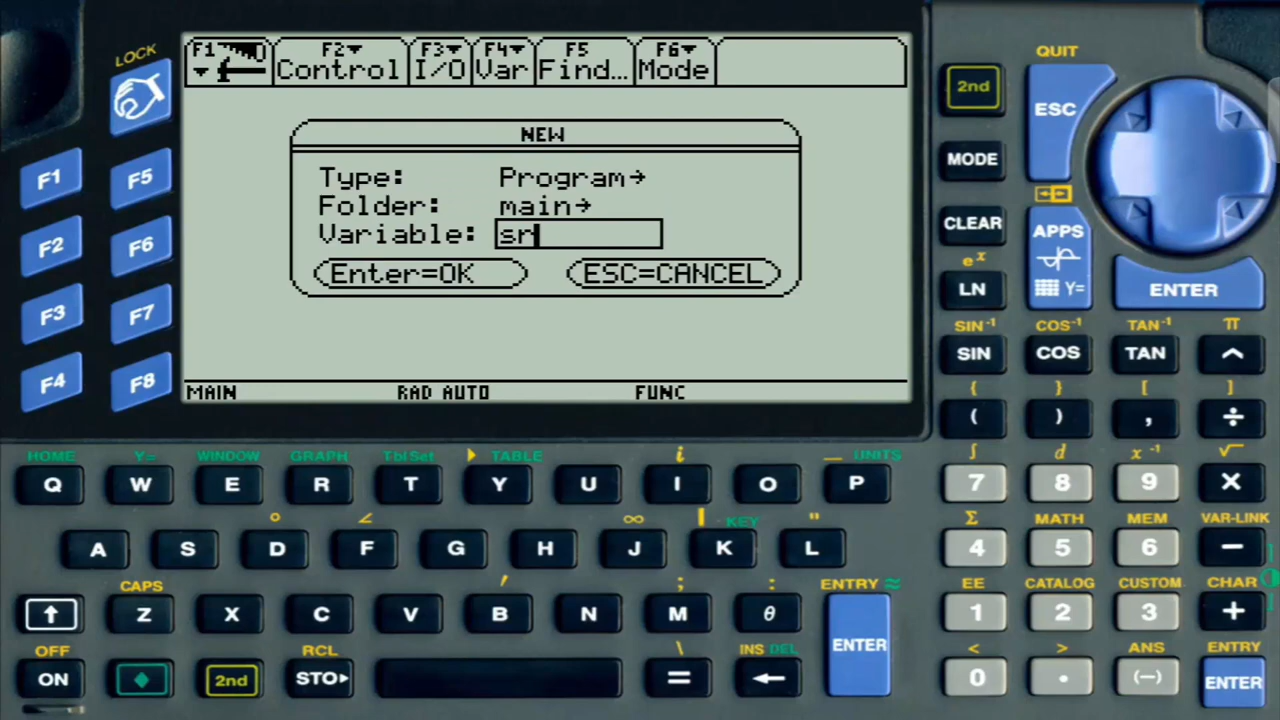 LOCK
F1 F2 F3 F4 F5 F6
Control I/O Var Find... Mode
NEW
Type: Program→
Folder: main→
Variable: sr
Enter=OK ESC=CANCEL
MAIN RAD AUTO FUNC
F1 F5
F2 F6
F3 F7
F4 F8
QUIT
2nd ESC
MODE
CLEAR APPS
eˣ
LN Y= ENTER
SIN⁻¹ COS⁻¹ TAN⁻¹ π
SIN COS TAN ^
{ } [ ]
( ) , ÷
HOME Y= WINDOW GRAPH TblSet TABLE i _ UNITS ∫ d x⁻¹ √
Q W E R T Y U I O P 7 8 9 ×
° ∠ ∞ | KEY " Σ MATH MEM VAR-LINK
A S D F G H J K L 4 5 6 −
CAPS ' ; : ENTRY ≈ EE CATALOG CUSTOM CHAR
↑ Z X C V B N M θ ENTER 1 2 3 +
OFF RCL \ INS DEL < > ANS ENTRY
ON ♦ 2nd STO▸ = ← 0 . (−) ENTER